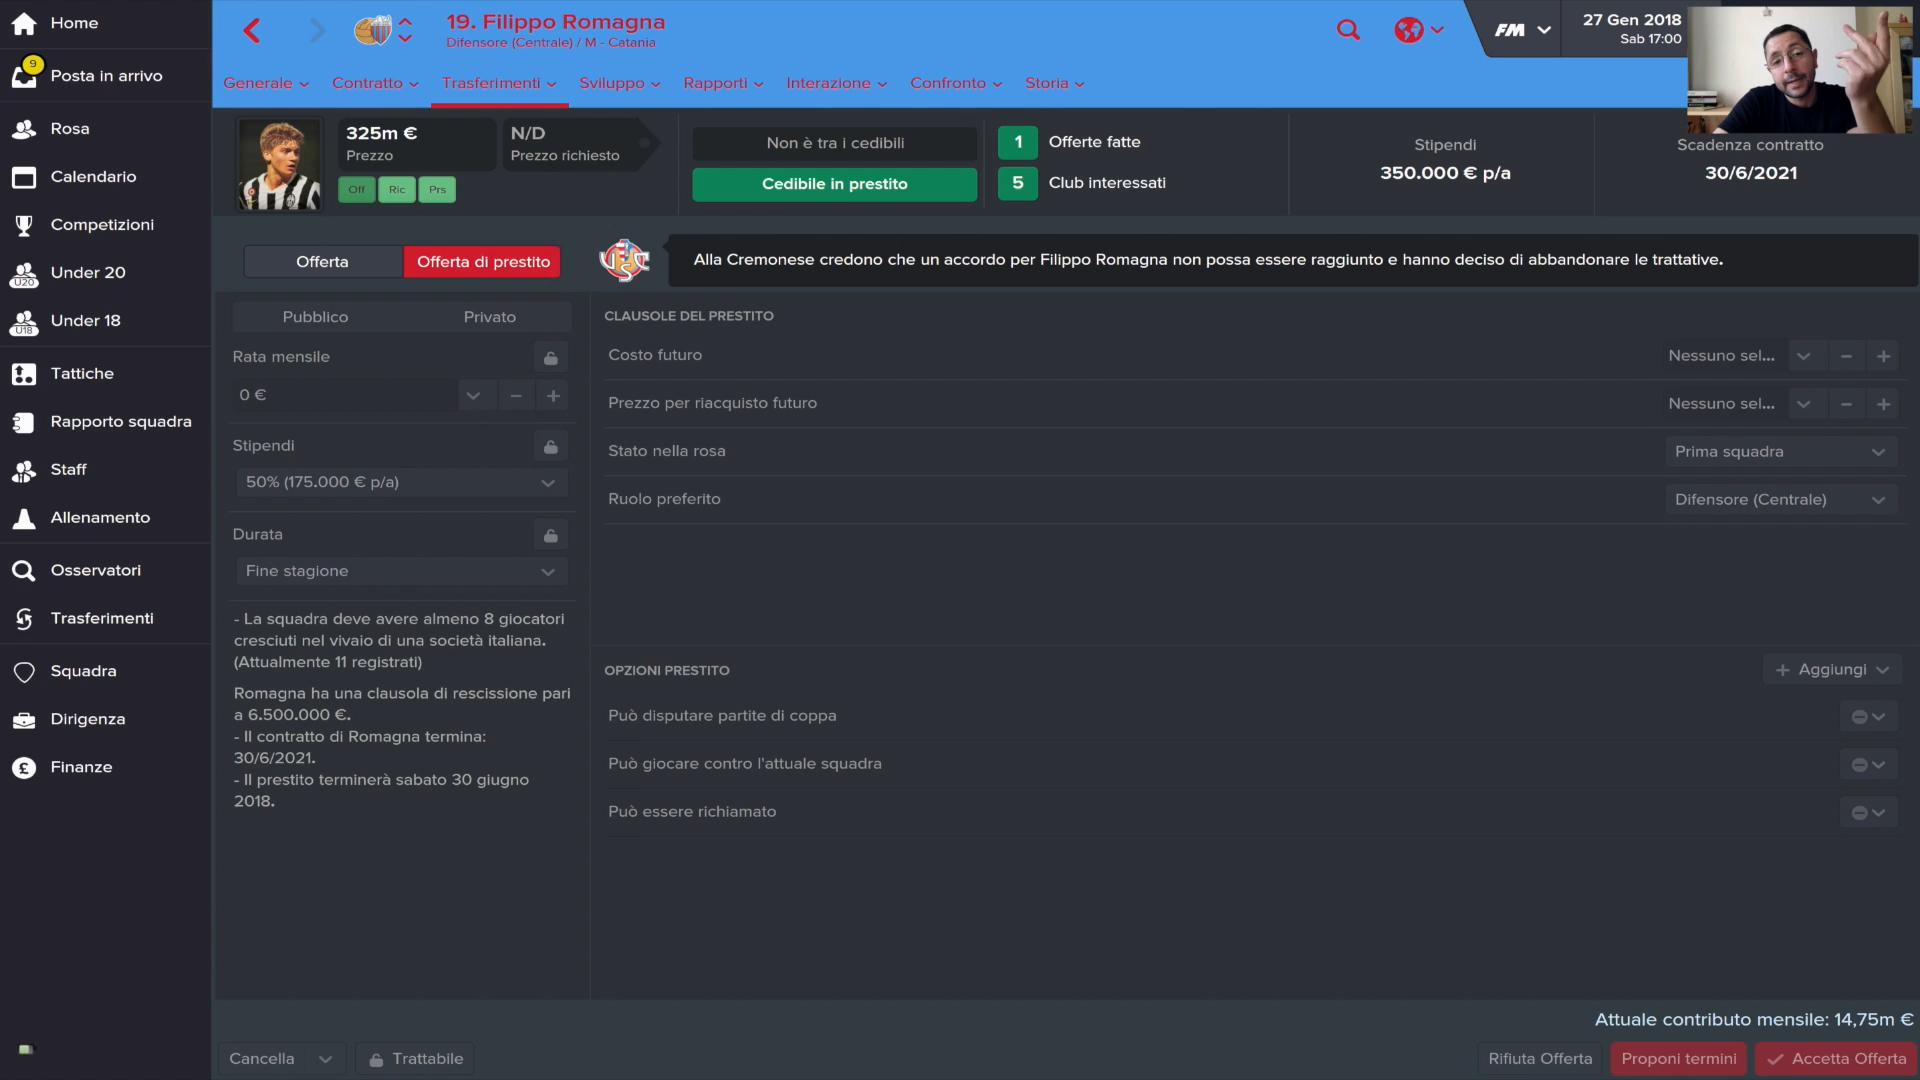 Home
9
Posta in arrivo
Rosa
Calendario
Competizioni
U20
Under 20
U18
Under 18
Tattiche
Rapporto squadra
Staff
Allenamento
Osservatori
Trasferimenti
Squadra
Dirigenza
Finanze
19. Filippo Romagna
Difensore (Centrale) / M - Catania
FM
27 Gen 2018
Sab 17:00
Generale
Contratto
Trasferimenti
Sviluppo
Rapporti
Interazione
Confronto
Storia
325m €
Prezzo
N/D
Prezzo richiesto
Off
Ric
Prs
Non è tra i cedibili
Cedibile in prestito
1 Offerte fatte
5 Club interessati
Stipendi
350.000 € p/a
Scadenza contratto
30/6/2021
Offerta
Offerta di prestito
Alla Cremonese credono che un accordo per Filippo Romagna non possa essere raggiunto e hanno deciso di abbandonare le trattative.
Pubblico
Privato
Rata mensile
0 €
Stipendi
50% (175.000 € p/a)
Durata
Fine stagione
- La squadra deve avere almeno 8 giocatori
cresciuti nel vivaio di una società italiana.
(Attualmente 11 registrati)
Romagna ha una clausola di rescissione pari
a 6.500.000 €.
- Il contratto di Romagna termina:
30/6/2021.
- Il prestito terminerà sabato 30 giugno
2018.
CLAUSOLE DEL PRESTITO
Costo futuro
Nessuno sel...
Prezzo per riacquisto futuro
Nessuno sel...
Stato nella rosa
Prima squadra
Ruolo preferito
Difensore (Centrale)
OPZIONI PRESTITO
Aggiungi
Può disputare partite di coppa
Può giocare contro l'attuale squadra
Può essere richiamato
Attuale contributo mensile: 14,75m €
Cancella
Trattabile
Rifiuta Offerta
Proponi termini
Accetta Offerta